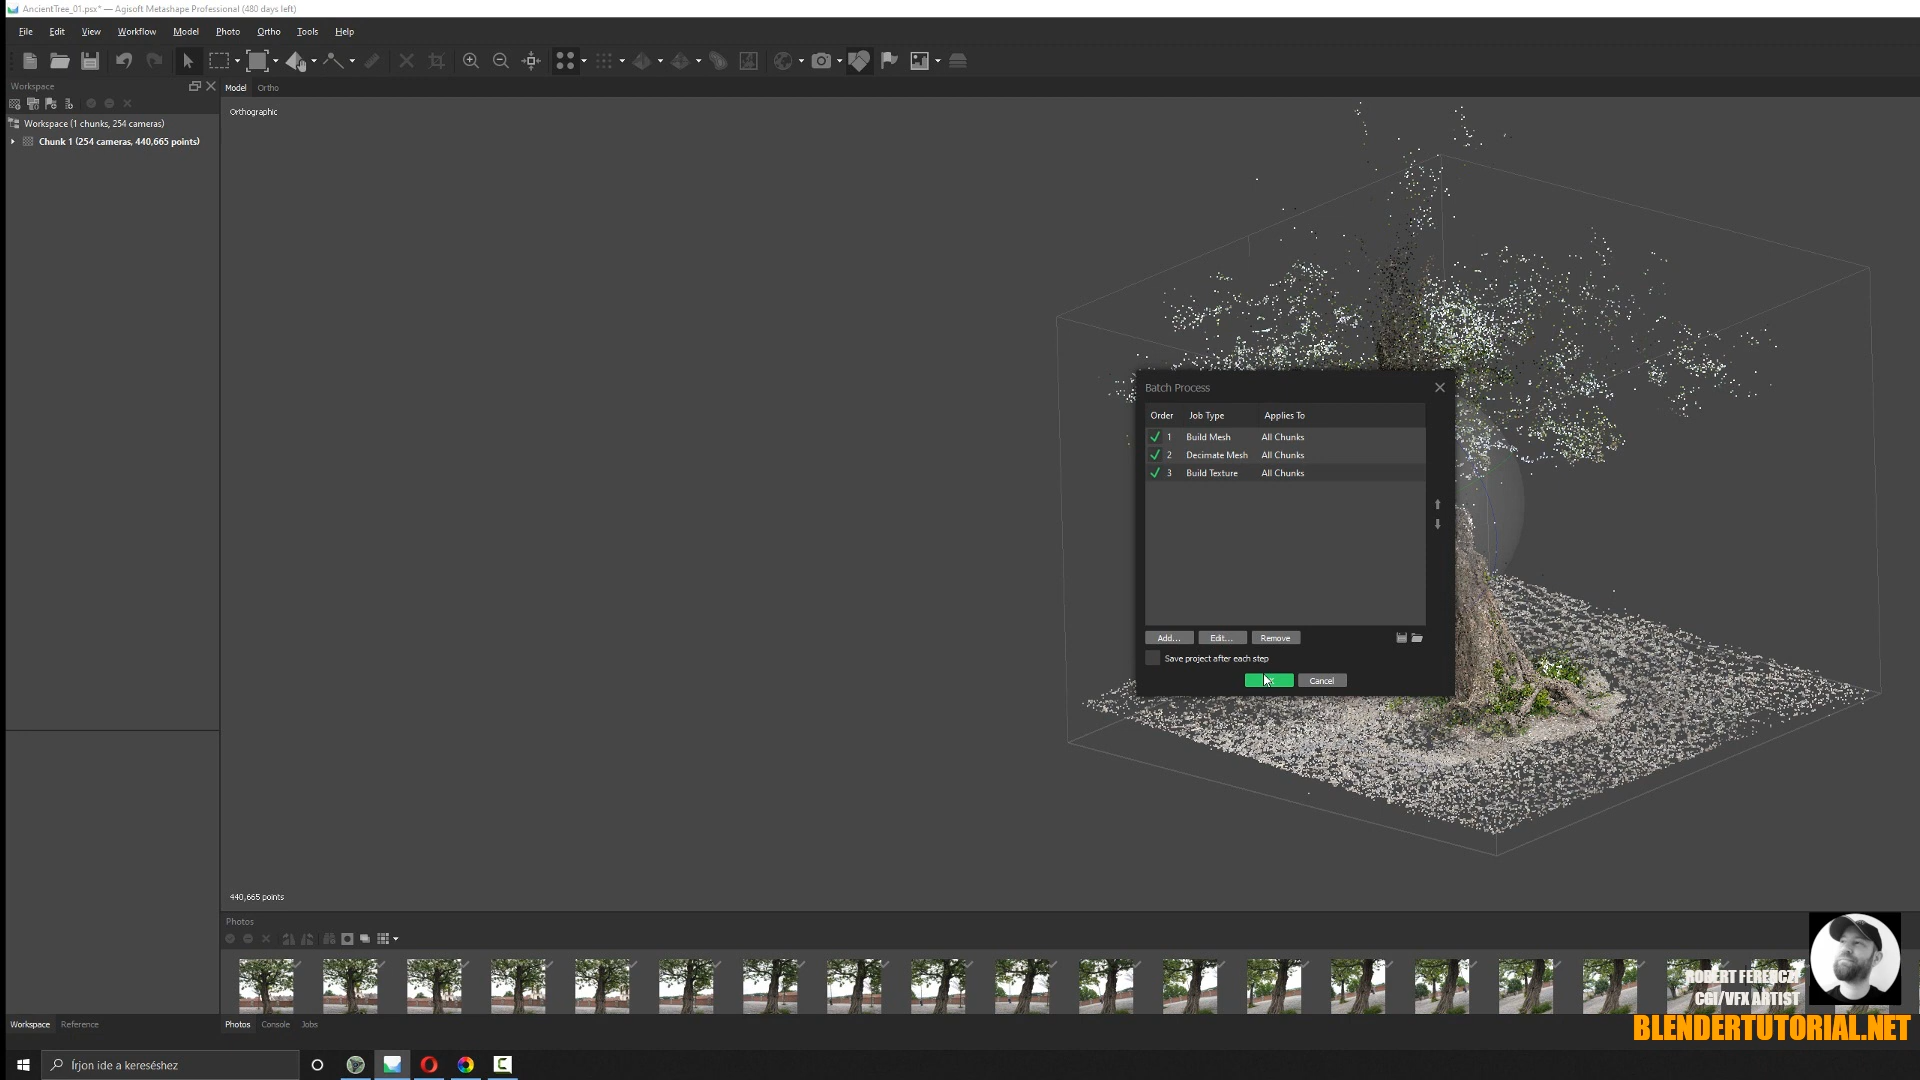 AncientTree_01.psx* — Agisoft Metashape Professional (480 days left)
File Edit View Workflow Model Photo Ortho Tools Help
Workspace
Model Ortho
Orthographic
Workspace (1 chunks, 254 cameras)
Chunk 1 (254 cameras, 440,665 points)
Batch Process
Order Job Type Applies To
1 Build Mesh All Chunks
2 Decimate Mesh All Chunks
3 Build Texture All Chunks
Add... Edit... Remove
Save project after each step
Cancel
440,665 points
Photos
ROBERT FERENCZI
CGI/VFX ARTIST
BLENDERTUTORIAL.NET
Workspace Reference
Photos Console Jobs
Írjon ide a kereséshez